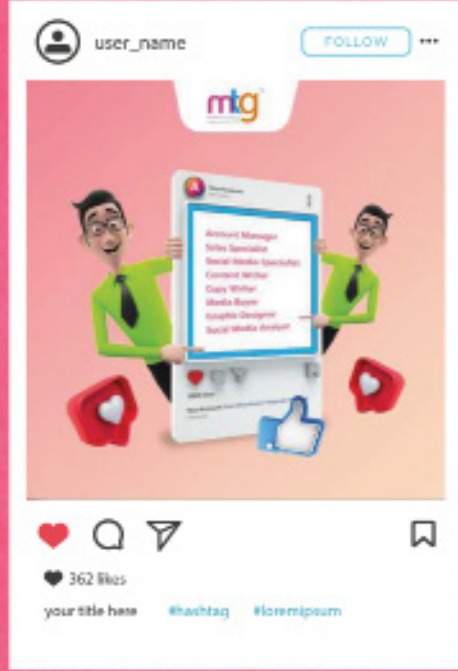 user_name
FOLLOW
mtg
Account Manager
Sales Specialist
Social Media Specialist
Content Writer
Copy Writer
Media Buyer
Graphic Designer
Social Media Analyst
362 likes
your title here #hashtag #loremipsum